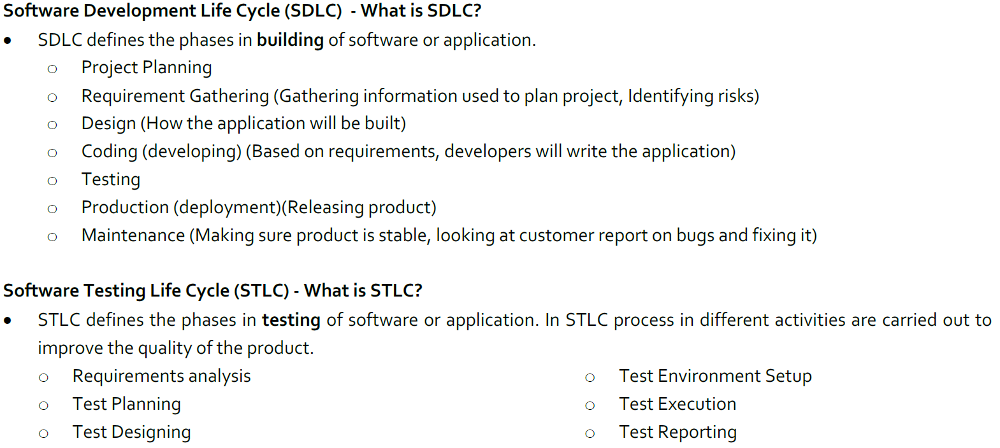 Software Development Life Cycle (SDLC)  - What is SDLC?
• SDLC defines the phases in building of software or application.
o Project Planning
o Requirement Gathering (Gathering information used to plan project, Identifying risks)
o Design (How the application will be built)
o Coding (developing) (Based on requirements, developers will write the application)
o Testing
o Production (deployment)(Releasing product)
o Maintenance (Making sure product is stable, looking at customer report on bugs and fixing it)
Software Testing Life Cycle (STLC) - What is STLC?
• STLC defines the phases in testing of software or application. In STLC process in different activities are carried out to
improve the quality of the product.
o Requirements analysis
o Test Planning
o Test Designing
o Test Environment Setup
o Test Execution
o Test Reporting